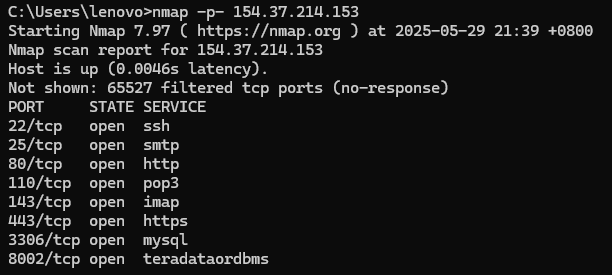 C:\Users\lenovo>nmap -p- 154.37.214.153
Starting Nmap 7.97 ( https://nmap.org ) at 2025-05-29 21:39 +0800
Nmap scan report for 154.37.214.153
Host is up (0.0046s latency).
Not shown: 65527 filtered tcp ports (no-response)
PORT     STATE SERVICE
22/tcp   open  ssh
25/tcp   open  smtp
80/tcp   open  http
110/tcp  open  pop3
143/tcp  open  imap
443/tcp  open  https
3306/tcp open  mysql
8002/tcp open  teradataordbms